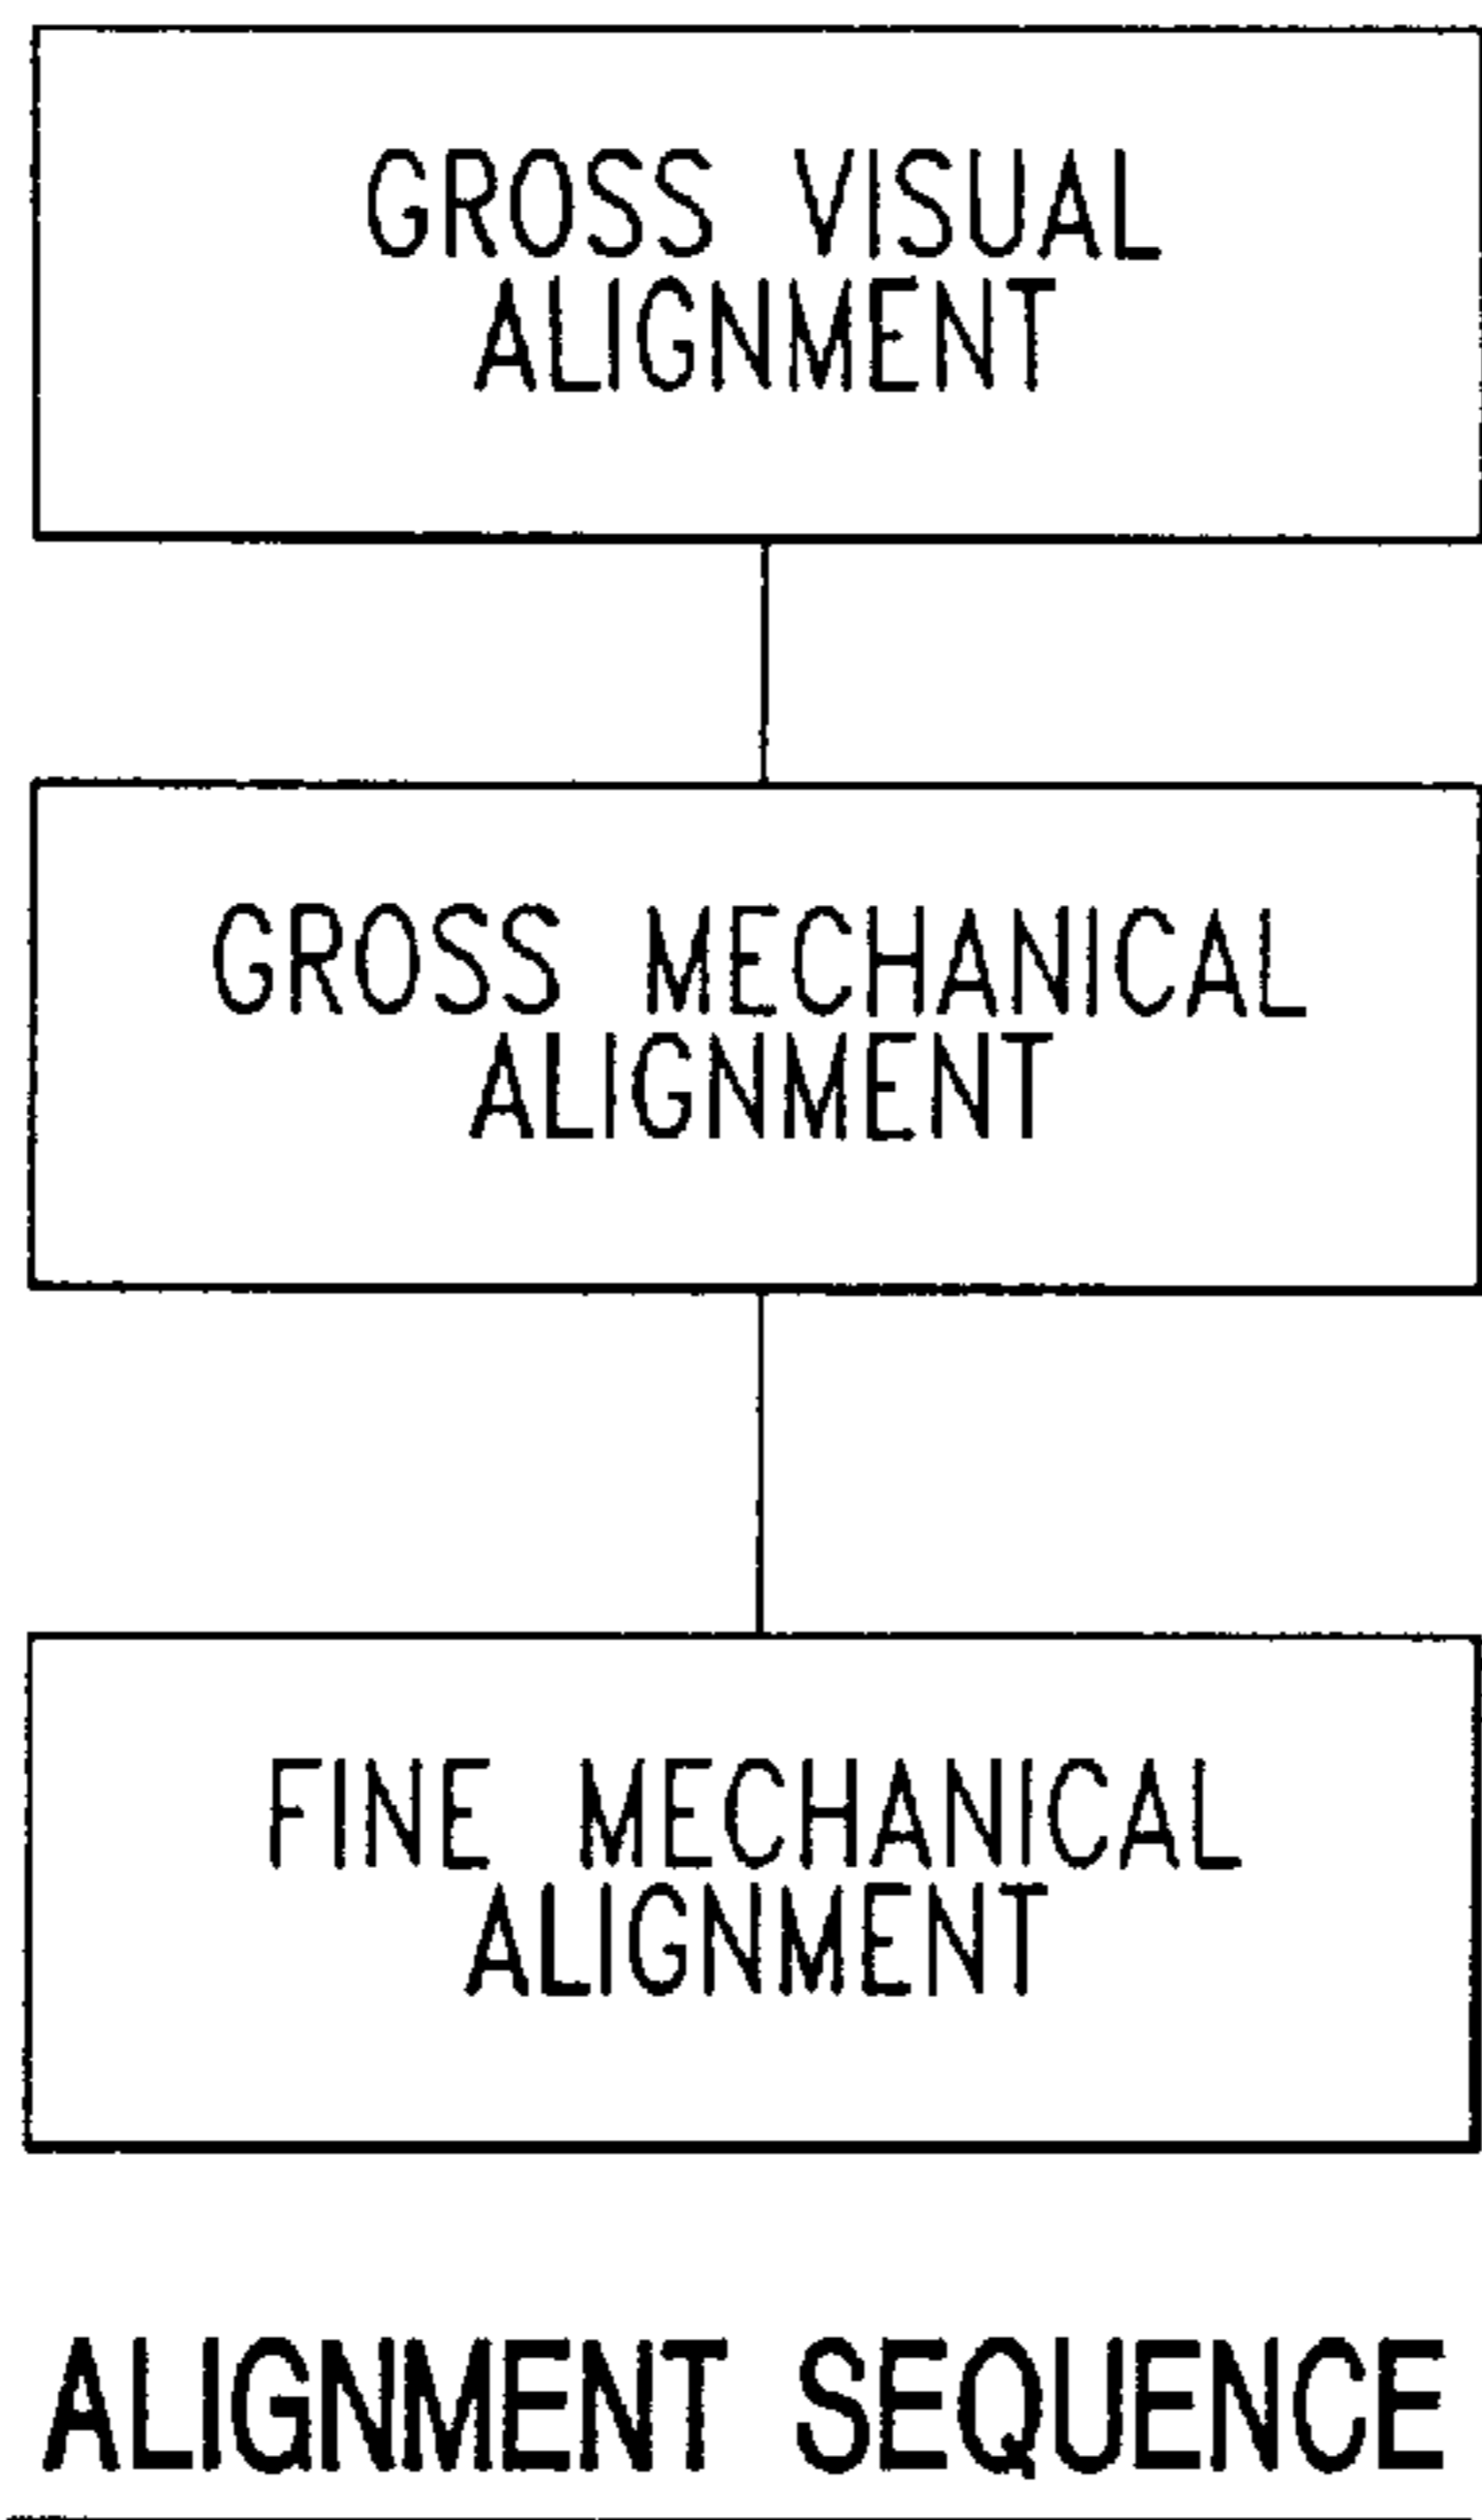 GROSS VISUAL
ALIGNMENT
GROSS MECHANICAL
ALIGNMENT
FINE MECHANICAL
ALIGNMENT
ALIGNMENT SEQUENCE